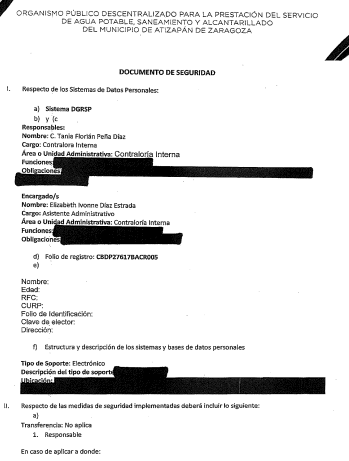 ORGANISMO PÚBLICO DESCENTRALIZADO PARA LA PRESTACIÓN DEL SERVICIO
DE AGUA POTABLE, SANEAMIENTO Y ALCANTARILLADO
DEL MUNICIPIO DE ATIZAPÁN DE ZARAGOZA
DOCUMENTO DE SEGURIDAD
I. Respecto de los Sistemas de Datos Personales:
a) Sistema DGRSP
b) y (c
Responsables:
Nombre: C. Tania Florián Peña Díaz
Cargo: Contralora Interna
Área o Unidad Administrativa: Contraloría Interna
Funciones:
Obligaciones:
Encargado/s
Nombre: Elizabeth Ivonne Díaz Estrada
Cargo: Asistente Administrativo
Área o Unidad Administrativa: Contraloría Interna
Funciones:
Obligaciones:
d) Folio de registro: CBDP27617BACR005
e)
Nombre:
Edad:
RFC:
CURP:
Folio de Identificación:
Clave de elector:
Dirección:
f) Estructura y descripción de los sistemas y bases de datos personales
Tipo de Soporte: Electrónico
Descripción del tipo de soporte
Ubicación:
II. Respecto de las medidas de seguridad implementadas deberá incluir lo siguiente:
a)
Transferencia: No aplica
1. Responsable
En caso de aplicar a donde: